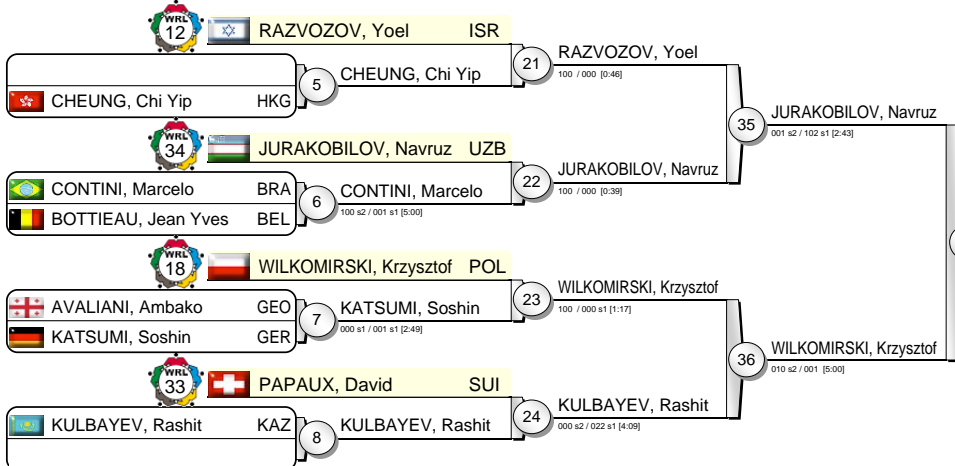 WRL
12
RAZVOZOV, Yoel ISR
CHEUNG, Chi Yip HKG
5
CHEUNG, Chi Yip
21
RAZVOZOV, Yoel
100 / 000 [0:46]
WRL
34
JURAKOBILOV, Navruz UZB
CONTINI, Marcelo BRA
BOTTIEAU, Jean Yves BEL
6
CONTINI, Marcelo
100 s2 / 001 s1 [5:00]
22
JURAKOBILOV, Navruz
100 / 000 [0:39]
35
JURAKOBILOV, Navruz
001 s2 / 102 s1 [2:43]
WRL
18
WILKOMIRSKI, Krzysztof POL
AVALIANI, Ambako GEO
KATSUMI, Soshin GER
7
KATSUMI, Soshin
000 s1 / 001 s1 [2:49]
23
WILKOMIRSKI, Krzysztof
100 / 000 s1 [1:17]
WRL
33
PAPAUX, David SUI
KULBAYEV, Rashit KAZ
8
KULBAYEV, Rashit
24
KULBAYEV, Rashit
000 s2 / 022 s1 [4:09]
36
WILKOMIRSKI, Krzysztof
010 s2 / 001 [5:00]